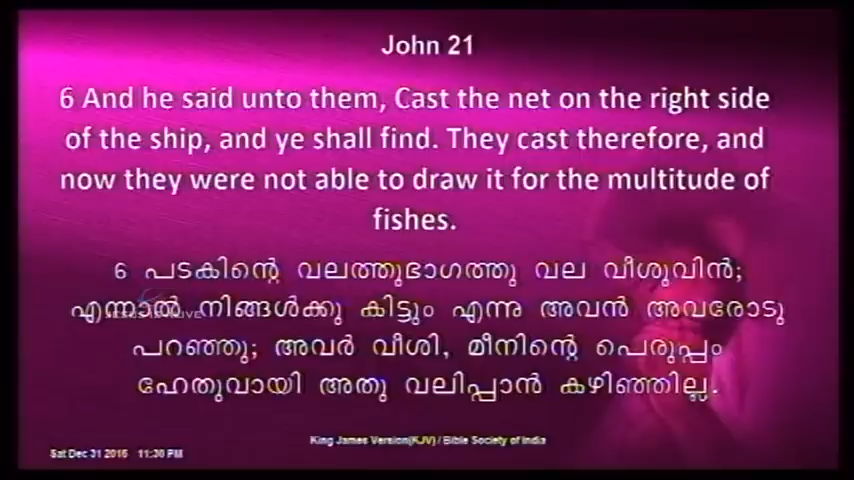 John 21
6 And he said unto them, Cast the net on the right side
of the ship, and ye shall find. They cast therefore, and
now they were not able to draw it for the multitude of
fishes.
6 പടകിന്റെ വലത്തുഭാഗത്തു വല വീശുവിൻ;
എന്നാൽ നിങ്ങൾക്കു കിട്ടും എന്നു അവൻ അവരോടു
പറഞ്ഞു; അവർ വീശി, മീനിന്റെ പെരുപ്പം
ഹേതുവായി അതു വലിപ്പാൻ കഴിഞ്ഞില്ല.
King James Version(KJV) / Bible Society of India
Sat Dec 31 2016 11:30 PM